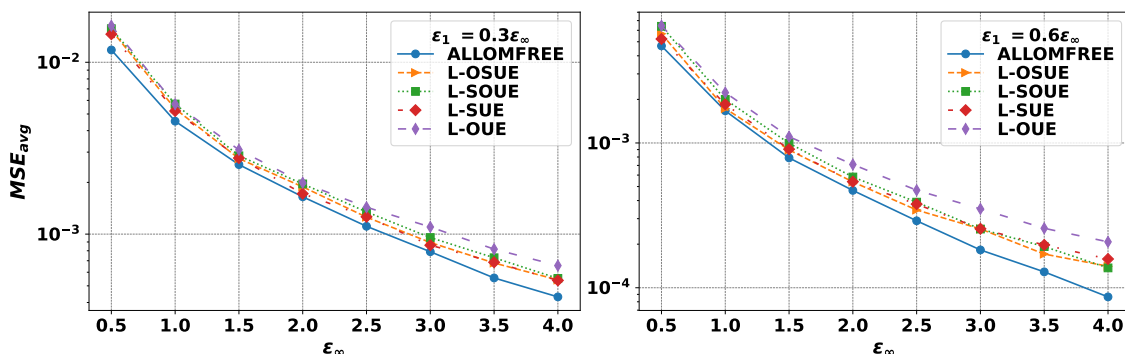 MSE_avg
10⁻²
10⁻³
ε₁ = 0.3ε∞
ALLOMFREE
L-OSUE
L-SOUE
L-SUE
L-OUE
0.5 1.0 1.5 2.0 2.5 3.0 3.5 4.0
ε∞
10⁻³
10⁻⁴
ε₁ = 0.6ε∞
ALLOMFREE
L-OSUE
L-SOUE
L-SUE
L-OUE
0.5 1.0 1.5 2.0 2.5 3.0 3.5 4.0
ε∞